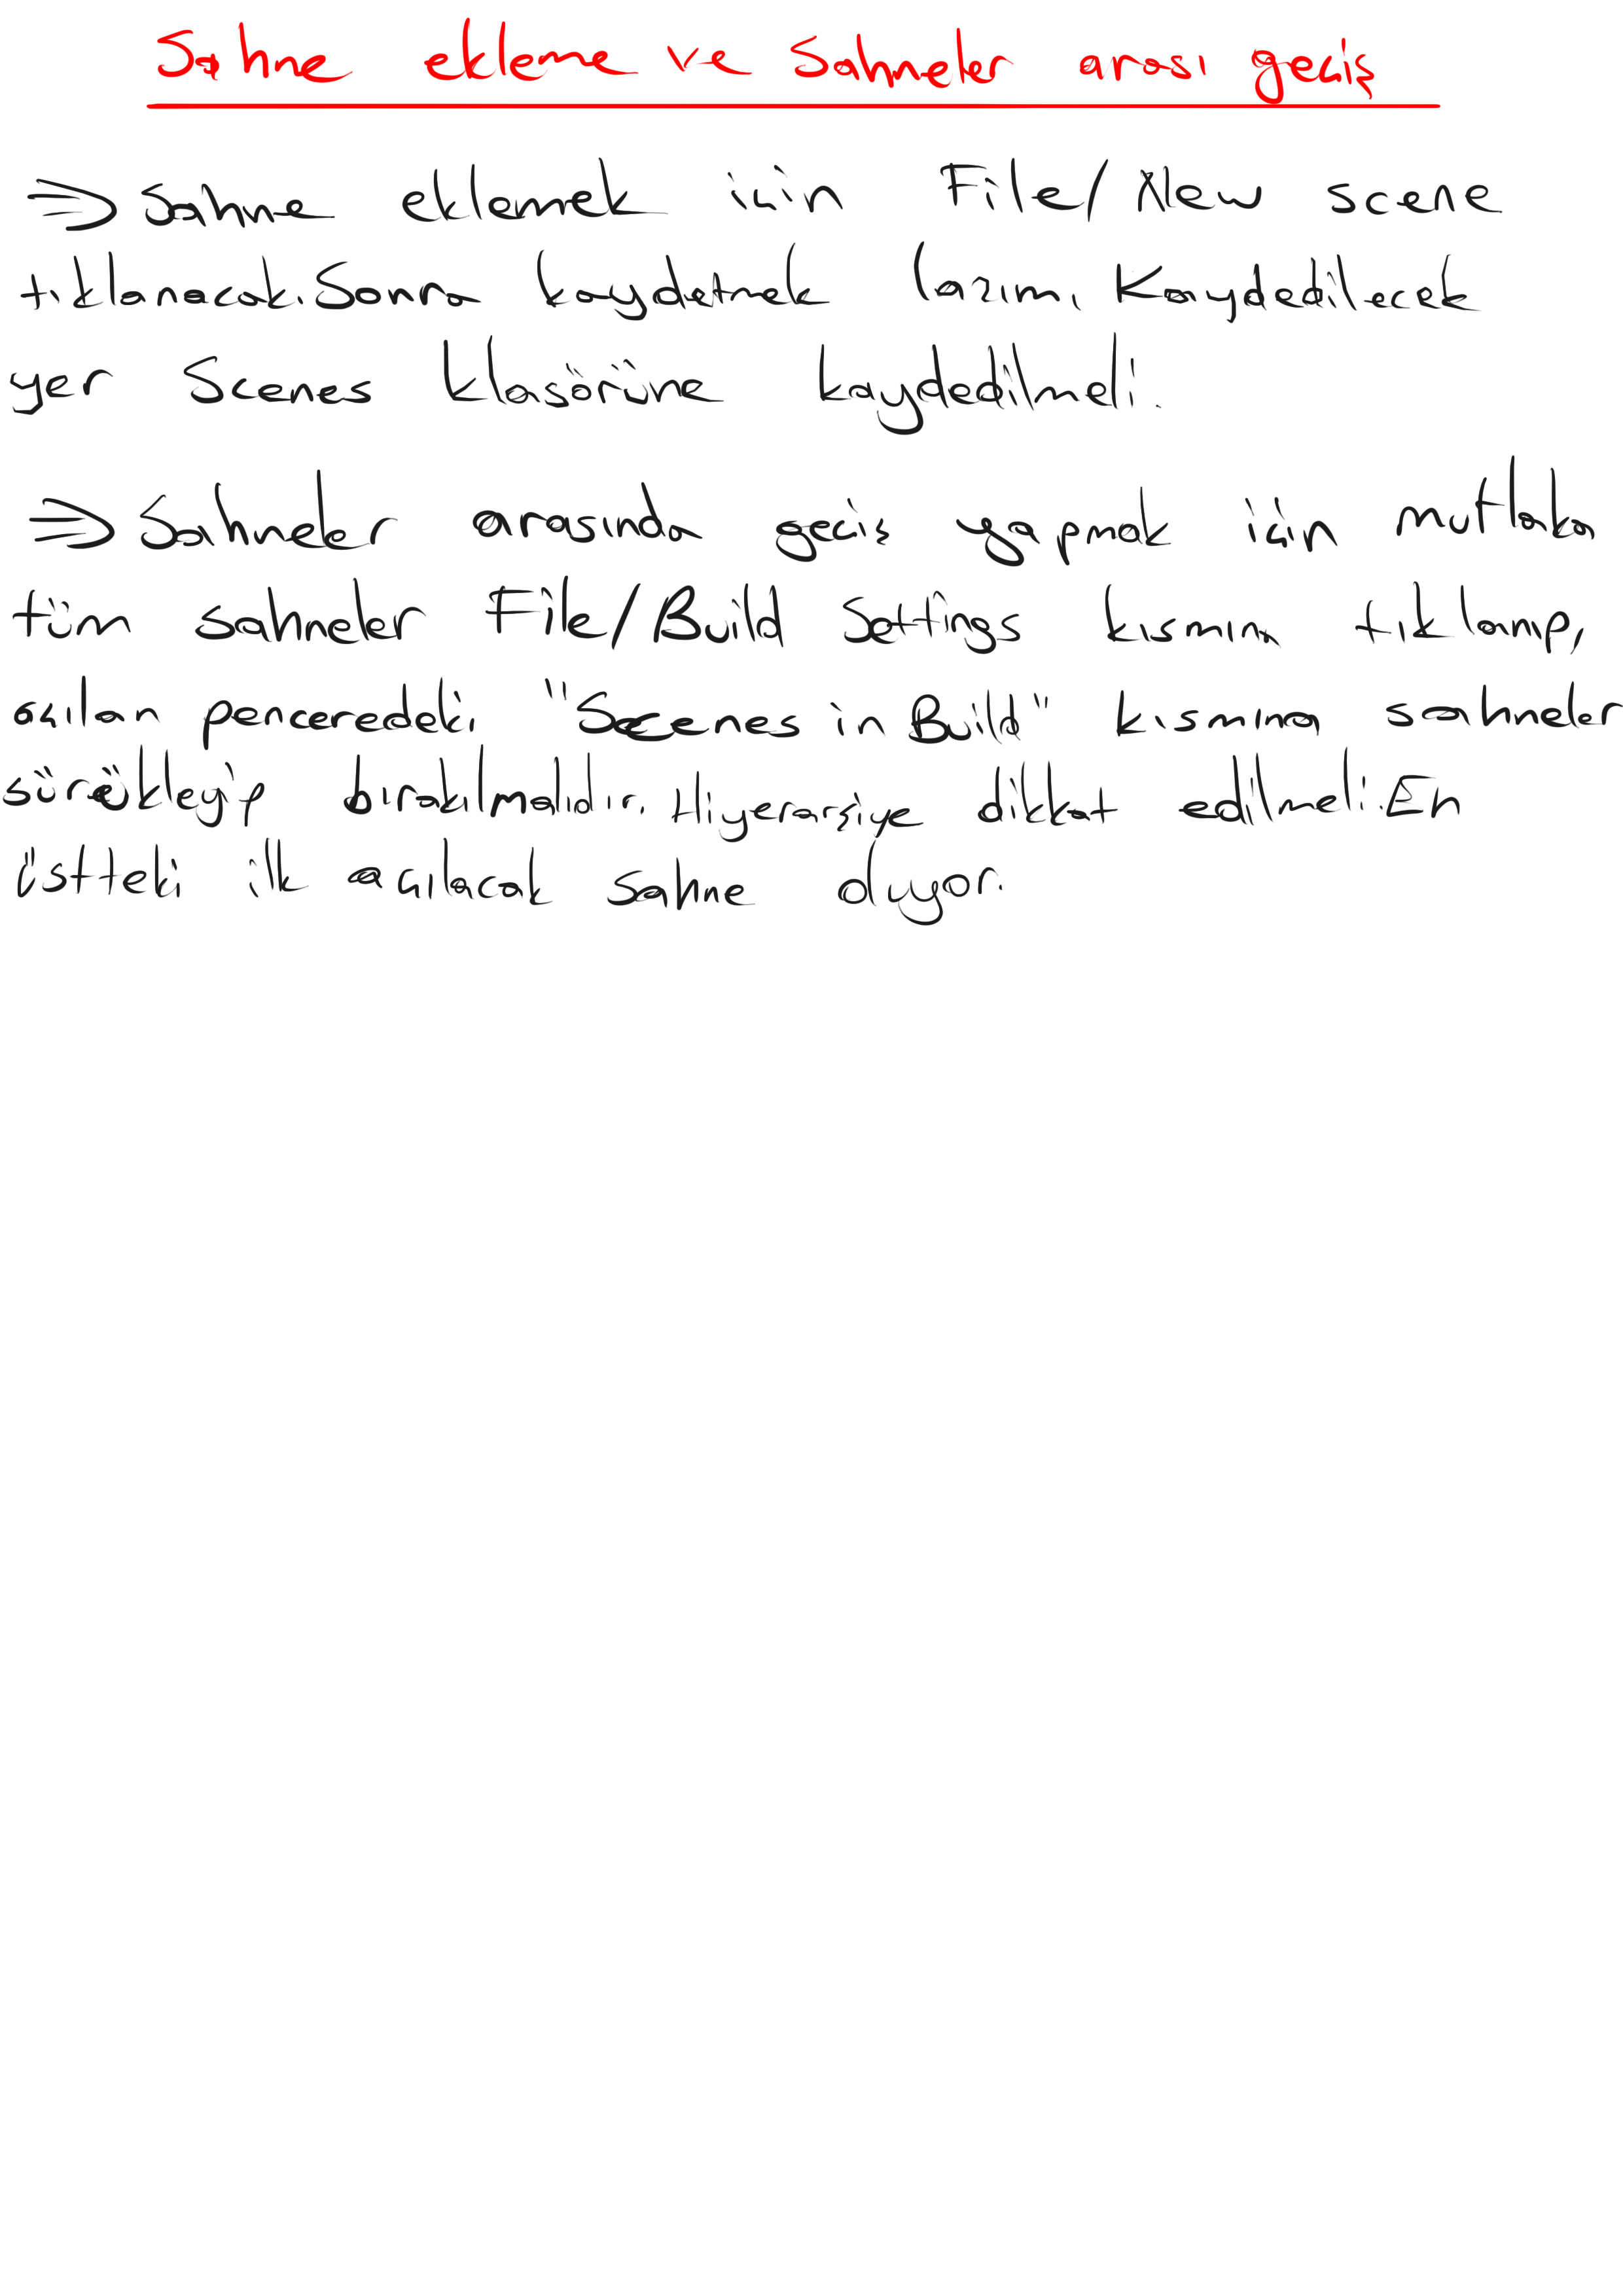 Sahne ekleme ve Sahneler arası geçiş
⇒ Sahne eklemek için File/New scene
tıklanacak. Sonra kaydetmek lazım. Kaydedilecek
yer Scenes klasörüne kaydedilmeli.
⇒ Sahneler arasında geçiş yapmak için mutlaka
tüm sahneler File/Build Settings kısmına tıklanıp,
açılan penceredeki "Scenes in Build" kısmına sahneler
sürükleyip bırakılmalıdır. Hiyerarşiye dikkat edilmeli. En
üstteki ilk açılacak sahne oluyor.